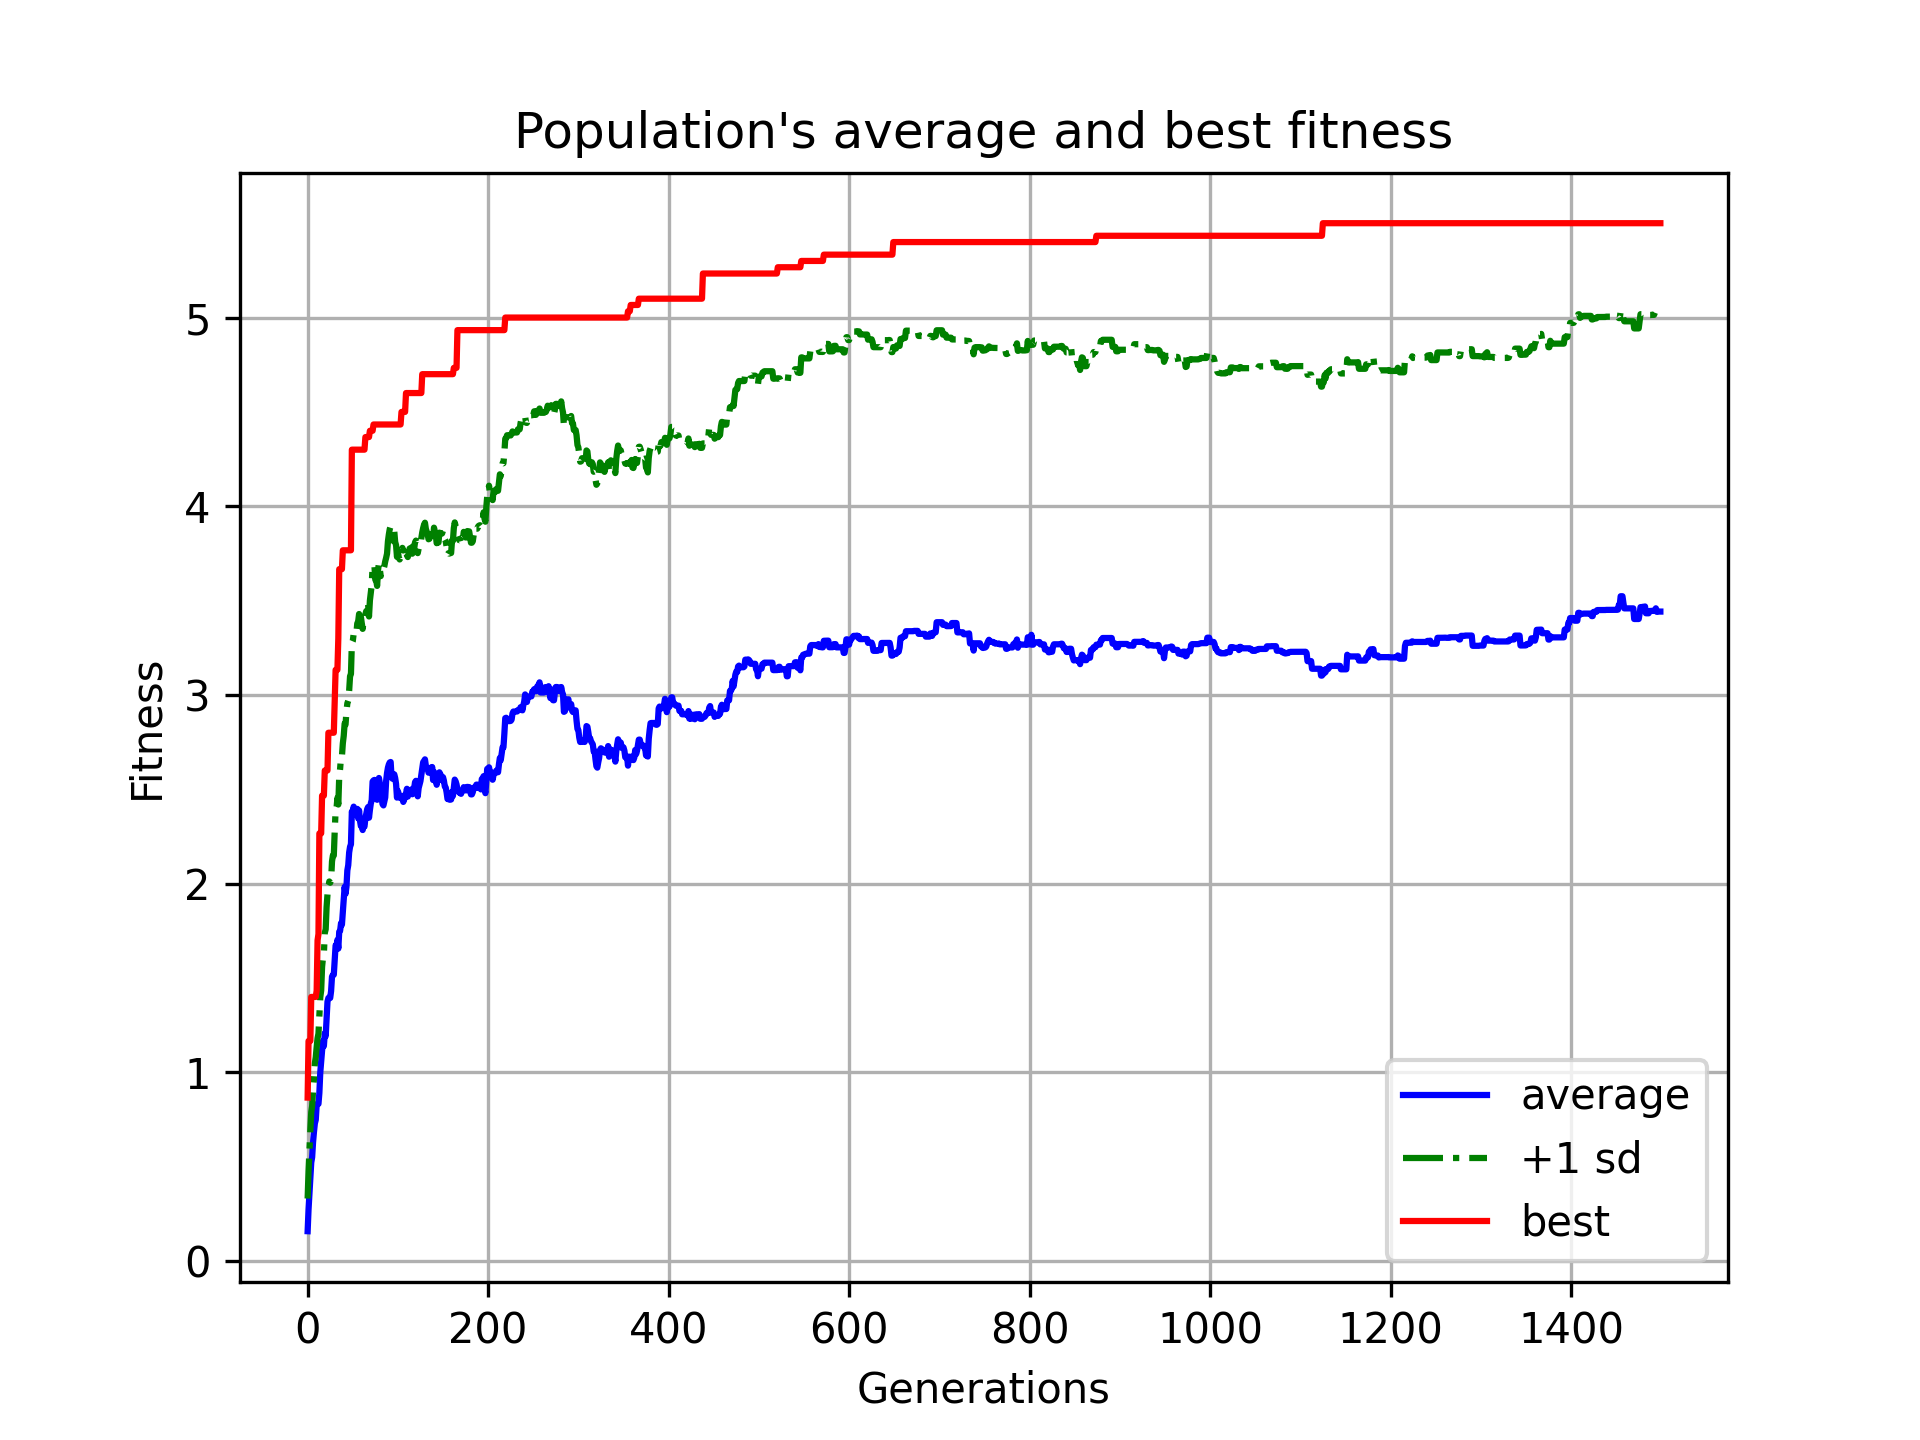 Population's average and best fitness
Fitness
5
4
3
2
1
0
0 200 400 600 800 1000 1200 1400
Generations
average
+1 sd
best